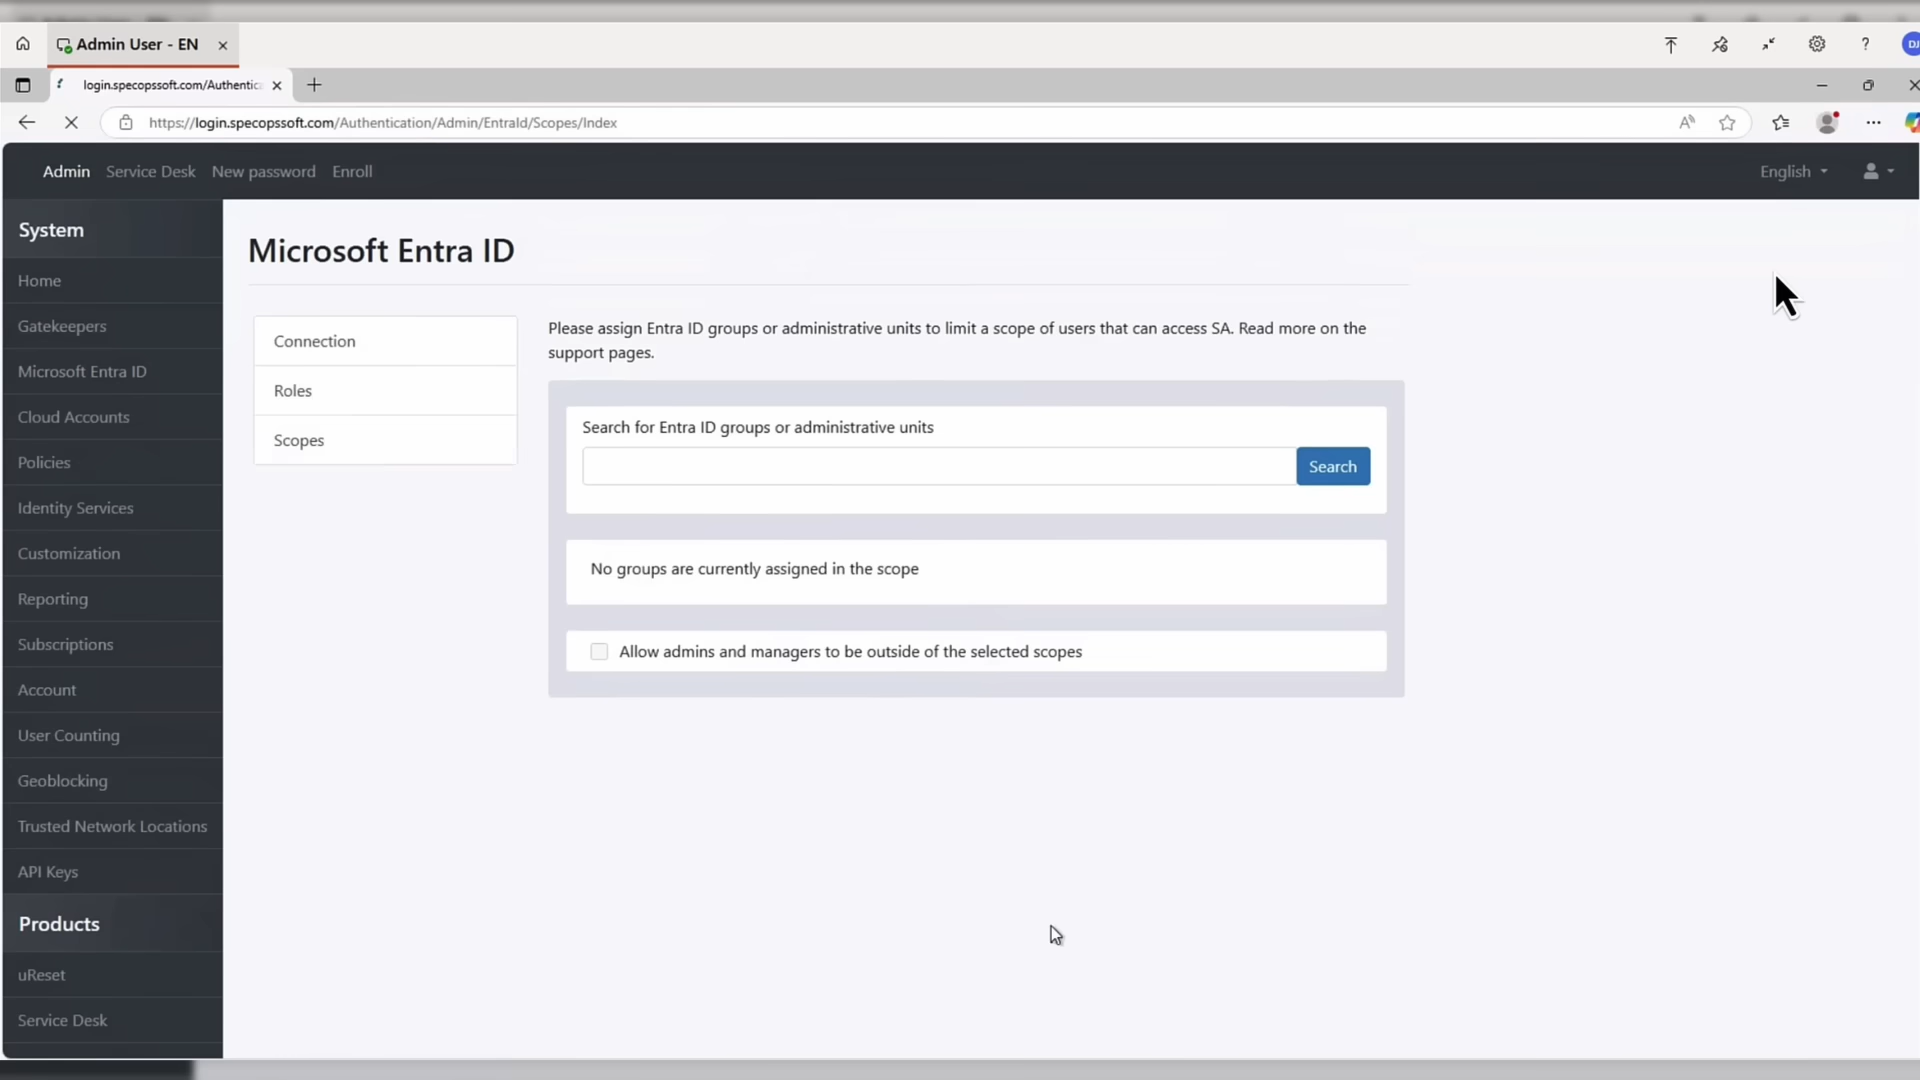 Admin User - EN
DJ
login.specopssoft.com/Authentic
https://login.specopssoft.com/Authentication/Admin/EntraId/Scopes/Index
Admin
Service Desk
New password
Enroll
English
System
Home
Gatekeepers
Microsoft Entra ID
Cloud Accounts
Policies
Identity Services
Customization
Reporting
Subscriptions
Account
User Counting
Geoblocking
Trusted Network Locations
API Keys
Products
uReset
Service Desk
Microsoft Entra ID
Connection
Roles
Scopes
Please assign Entra ID groups or administrative units to limit a scope of users that can access SA. Read more on the
support pages.
Search for Entra ID groups or administrative units
Search
No groups are currently assigned in the scope
Allow admins and managers to be outside of the selected scopes